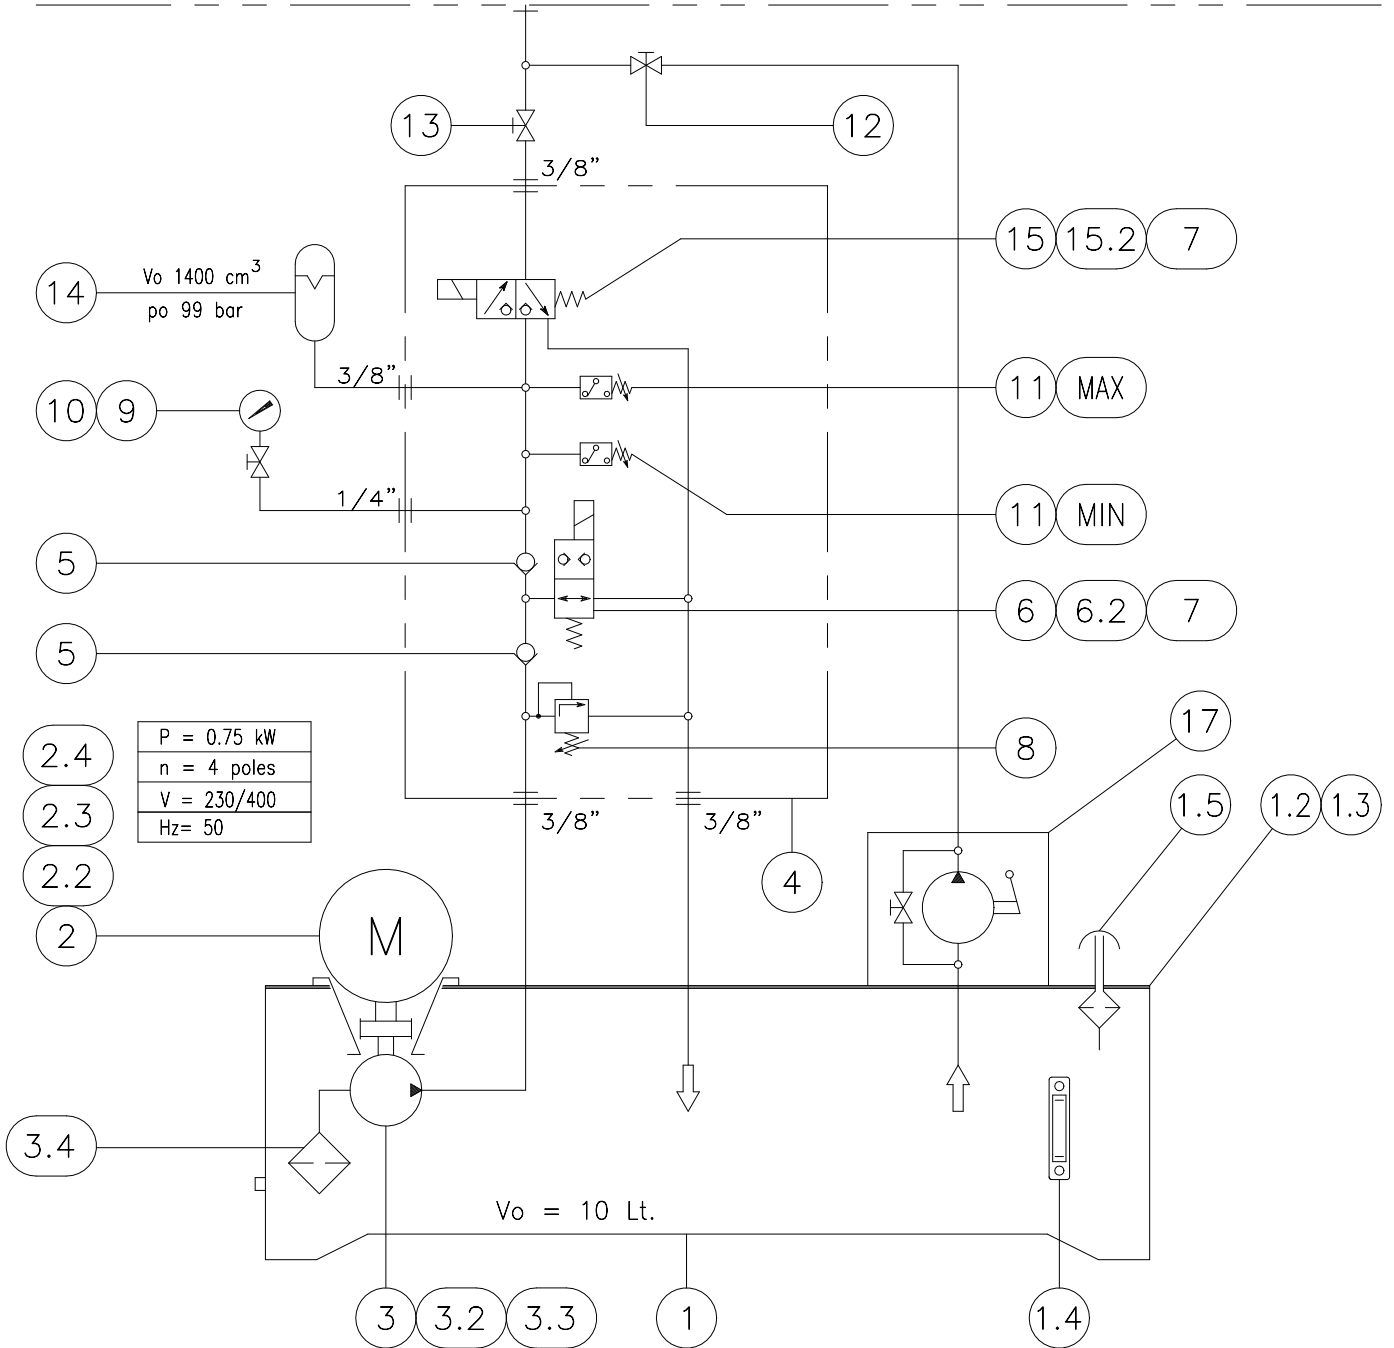 13
12
3/8”
15 15.2 7
14
Vo 1400 cm3
po 99 bar
3/8”
11 MAX
10 9
1/4”
11 MIN
5
6 6.2 7
5
17
2.4
P = 0.75 kW
n = 4 poles
V = 230/400
Hz= 50
8
2.3
3/8” 3/8”
1.5 1.2 1.3
2.2
4
2
M
3.4
Vo = 10 Lt.
3 3.2 3.3
1
1.4